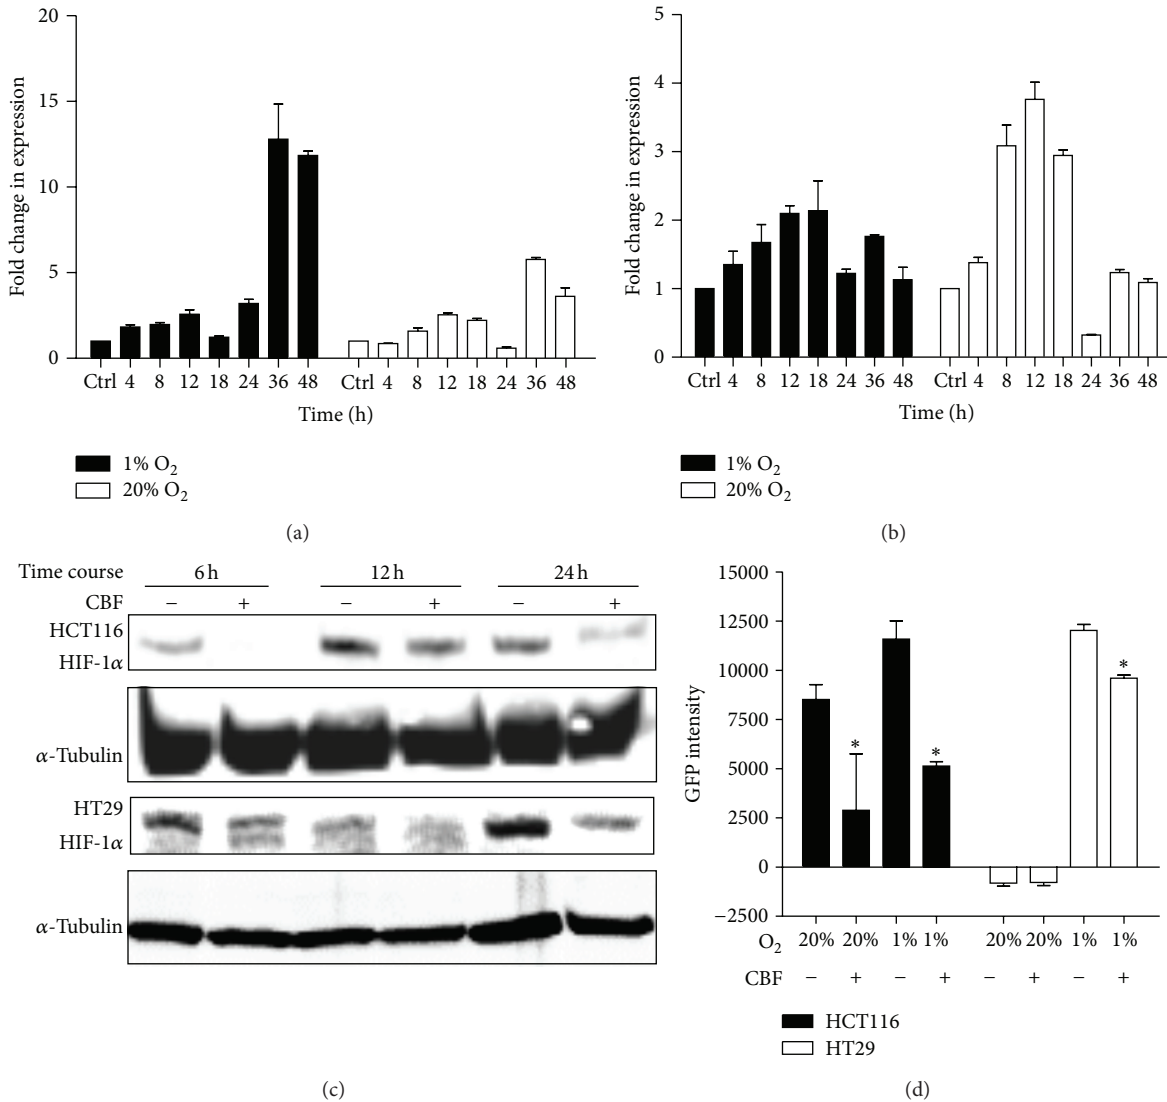 20
15
10
5
0
Fold change in expression
Ctrl 4 8 12 18 24 36 48 Ctrl 4 8 12 18 24 36 48
Time (h)
1% O₂
20% O₂
(a)
5
4
3
2
1
0
Fold change in expression
Ctrl 4 8 12 18 24 36 48 Ctrl 4 8 12 18 24 36 48
Time (h)
1% O₂
20% O₂
(b)
Time course 6 h 12 h 24 h
CBF − + − + − +
HCT116
HIF-1α
α-Tubulin
HT29
HIF-1α
α-Tubulin
(c)
15000
12500
10000
7500
5000
2500
0
−2500
GFP intensity
* * *
O₂ 20% 20% 1% 1% 20% 20% 1% 1%
CBF − + − + − + − +
HCT116
HT29
(d)